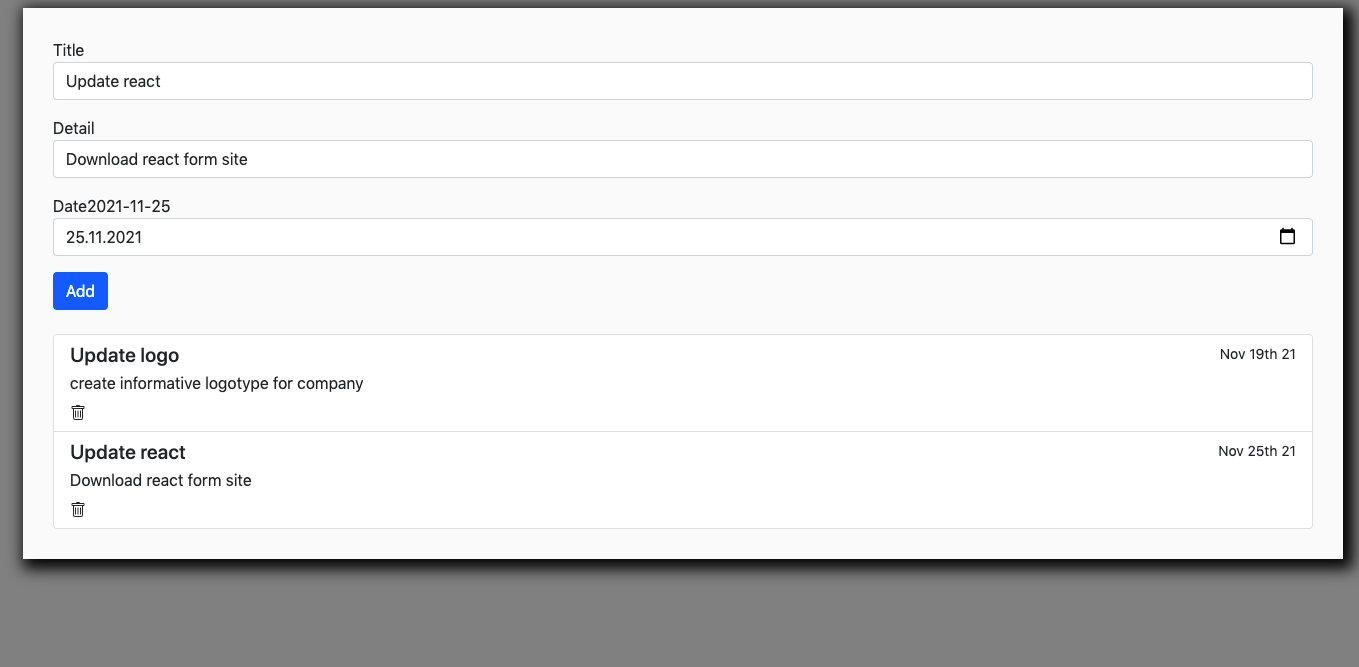 Title
Update react
Detail
Download react form site
Date2021-11-25
25.11.2021
Add
Update logo
Nov 19th 21
create informative logotype for company
Update react
Nov 25th 21
Download react form site